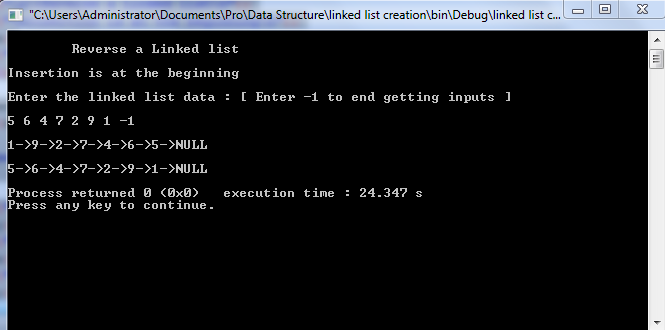 "C:\Users\Administrator\Documents\Pro\Data Structure\linked list creation\bin\Debug\linked list c...
Reverse a Linked list
Insertion is at the beginning
Enter the linked list data : [ Enter -1 to end getting inputs ]
5 6 4 7 2 9 1 -1
1->9->2->7->4->6->5->NULL
5->6->4->7->2->9->1->NULL
Process returned 0 (0x0)   execution time : 24.347 s
Press any key to continue.